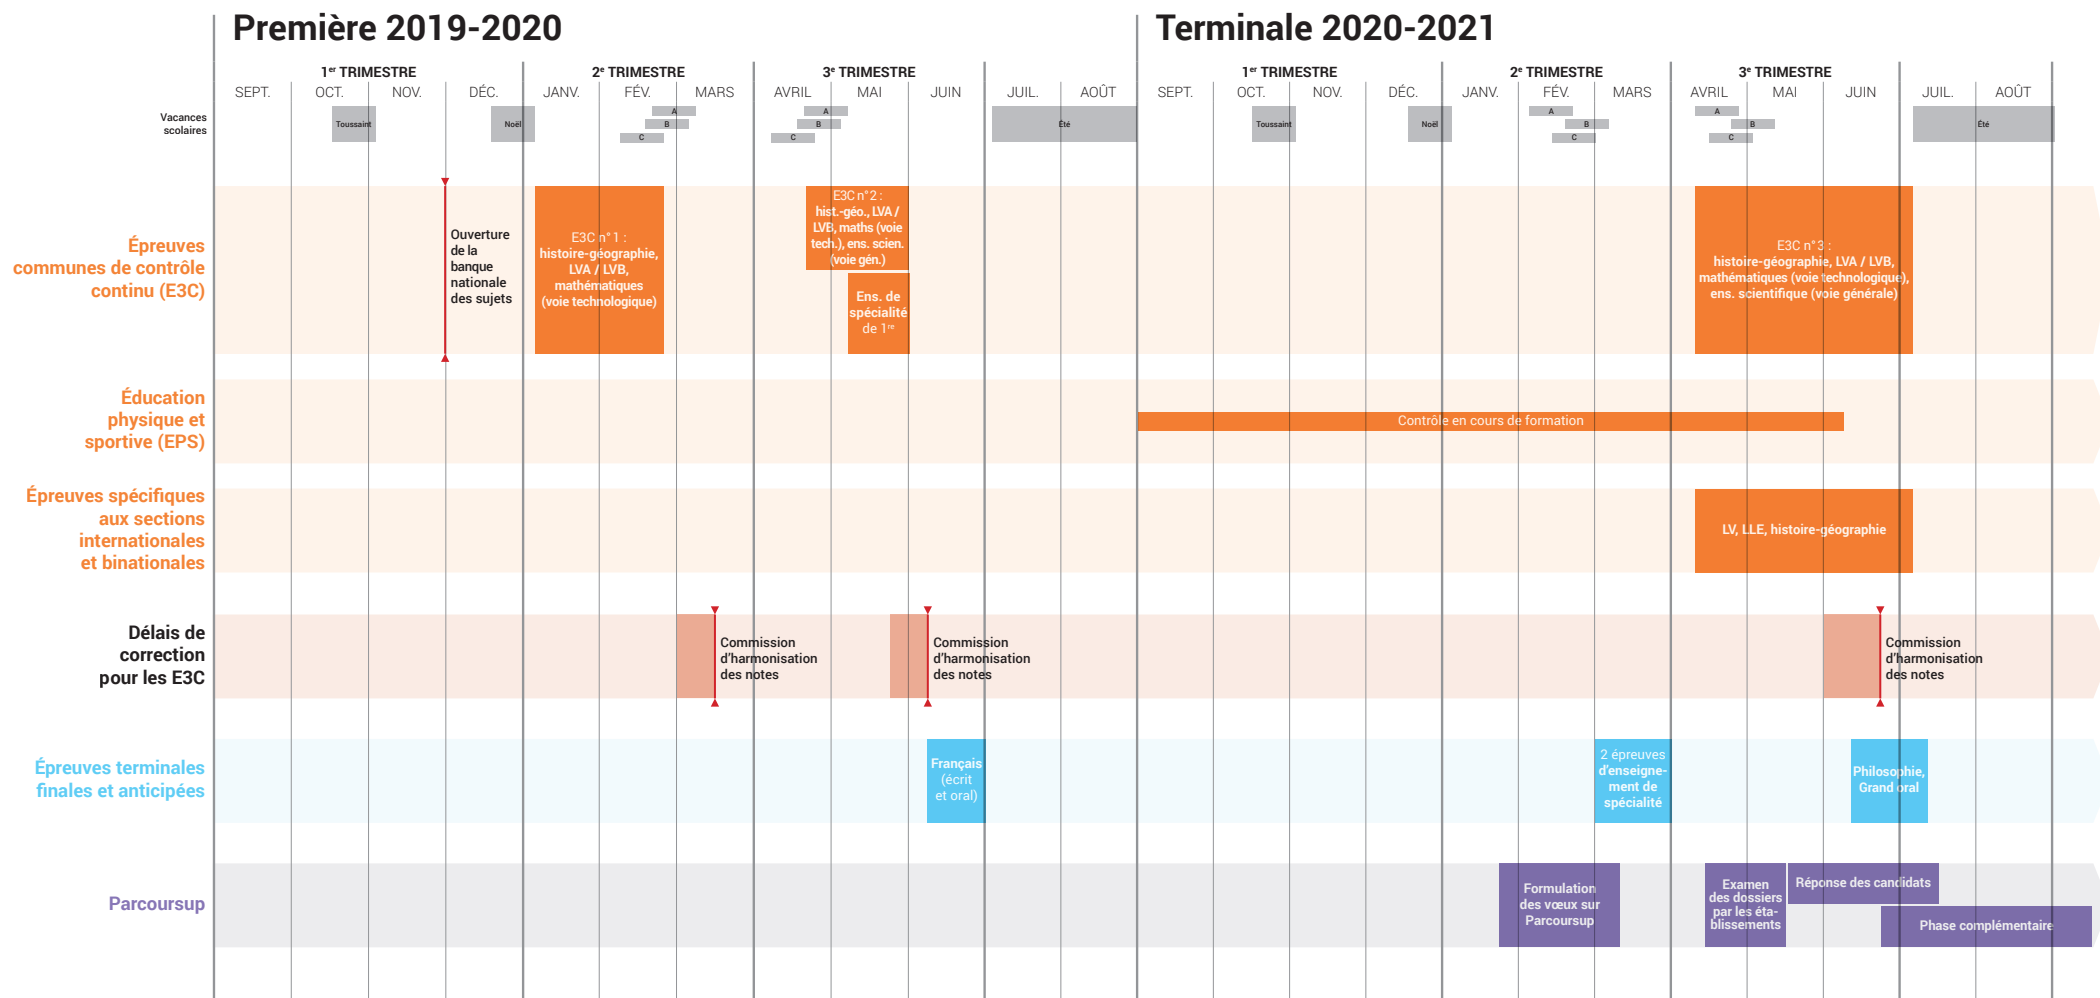 Première 2019-2020
Terminale 2020-2021
1er TRIMESTRE
2e TRIMESTRE
3e TRIMESTRE
1er TRIMESTRE
2e TRIMESTRE
3e TRIMESTRE
SEPT.
OCT.
NOV.
DÉC.
JANV.
FÉV.
MARS
AVRIL
MAI
JUIN
JUIL.
AOÛT
SEPT.
OCT.
NOV.
DÉC.
JANV.
FÉV.
MARS
AVRIL
MAI
JUIN
JUIL.
AOÛT
Vacances
scolaires
Toussaint
Noël
A
B
C
A
B
C
Été
Toussaint
Noël
A
B
C
A
B
C
Été
Épreuves
communes de contrôle
continu (E3C)
Ouverture
de la
banque
nationale
des sujets
E3C n°1 :
histoire-géographie,
LVA / LVB,
mathématiques
(voie technologique)
E3C n°2 :
hist.-géo., LVA /
LVB, maths (voie
tech.), ens. scien.
(voie gén.)
Ens. de
spécialité
de 1re
E3C n°3 :
histoire-géographie, LVA / LVB,
mathématiques (voie technologique),
ens. scientifique (voie générale)
Éducation
physique et
sportive (EPS)
Contrôle en cours de formation
Épreuves spécifiques
aux sections
internationales
et binationales
LV, LLE, histoire-géographie
Délais de
correction
pour les E3C
Commission
d'harmonisation
des notes
Commission
d'harmonisation
des notes
Commission
d'harmonisation
des notes
Épreuves terminales
finales et anticipées
Français
(écrit
et oral)
2 épreuves
d'enseigne-
ment de
spécialité
Philosophie,
Grand oral
Parcoursup
Formulation
des vœux sur
Parcoursup
Examen
des dossiers
par les éta-
blissements
Réponse des candidats
Phase complémentaire